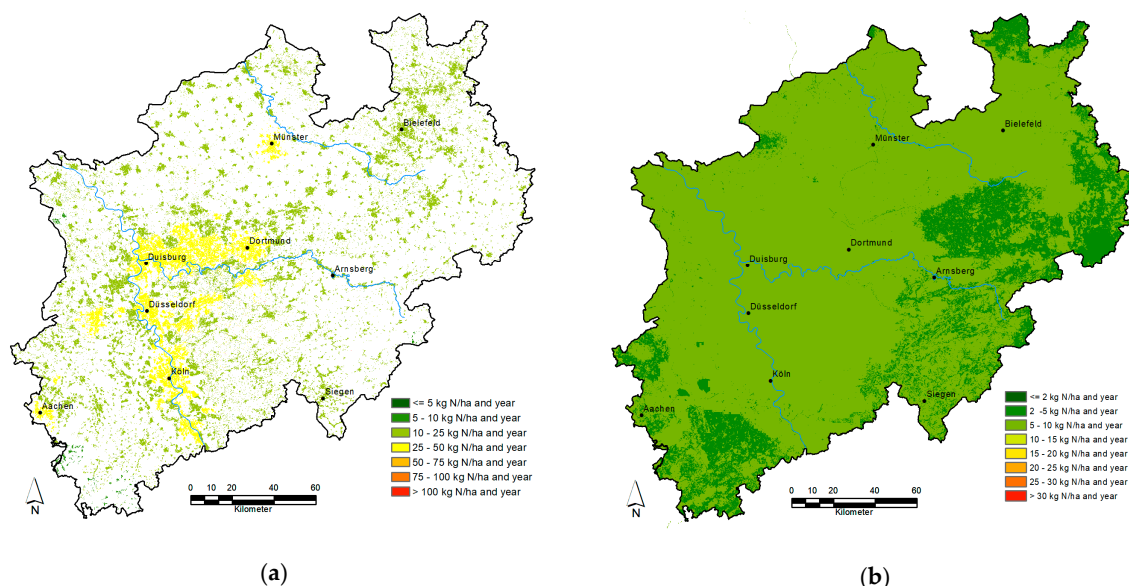 Bielefeld
Münster
Dortmund
Duisburg
Arnsberg
Düsseldorf
Köln
Siegen
Aachen
<= 5 kg N/ha and year
5 - 10 kg N/ha and year
10 - 25 kg N/ha and year
25 - 50 kg N/ha and year
50 - 75 kg N/ha and year
75 - 100 kg N/ha and year
> 100 kg N/ha and year
0 10 20 40 60
Kilometer
N
(a)
Bielefeld
Münster
Dortmund
Duisburg
Arnsberg
Düsseldorf
Köln
Siegen
Aachen
<= 2 kg N/ha and year
2 -5 kg N/ha and year
5 - 10 kg N/ha and year
10 - 15 kg N/ha and year
15 - 20 kg N/ha and year
20 - 25 kg N/ha and year
25 - 30 kg N/ha and year
> 30 kg N/ha and year
0 10 20 40 60
Kilometer
N
(b)